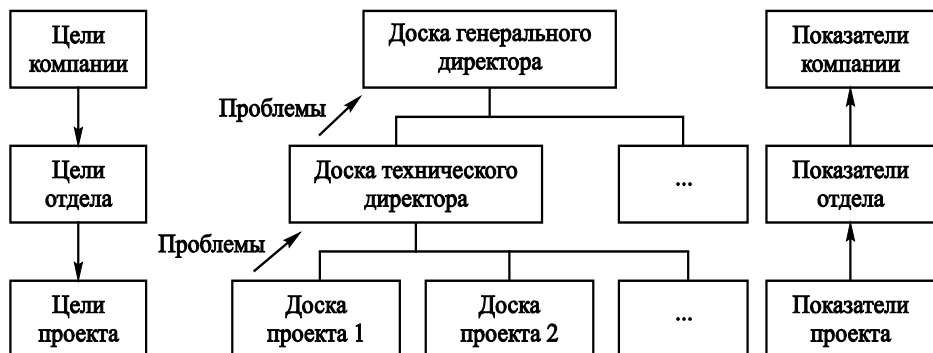 Цели
компании
Доска генерального
директора
Показатели
компании
Проблемы
Цели
отдела
Доска технического
директора
...
Показатели
отдела
Проблемы
Цели
проекта
Доска
проекта 1
Доска
проекта 2
...
Показатели
проекта